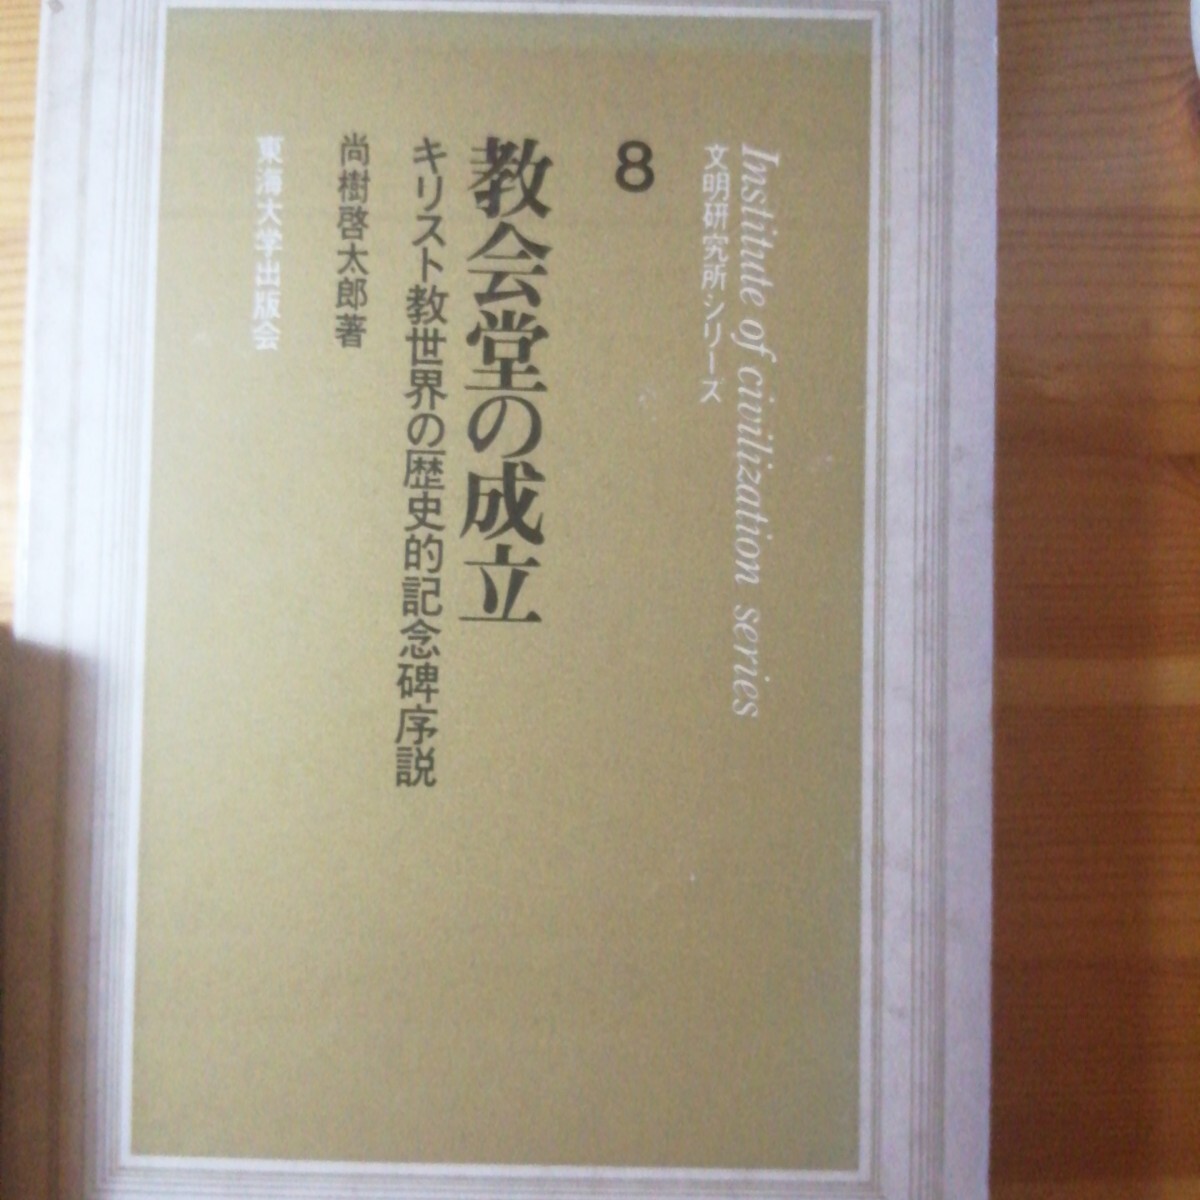 Institute of civilization series
文明研究所シリーズ
8
教会堂の成立
キリスト教世界の歴史的記念碑序説
尚樹啓太郎著
東海大学出版会